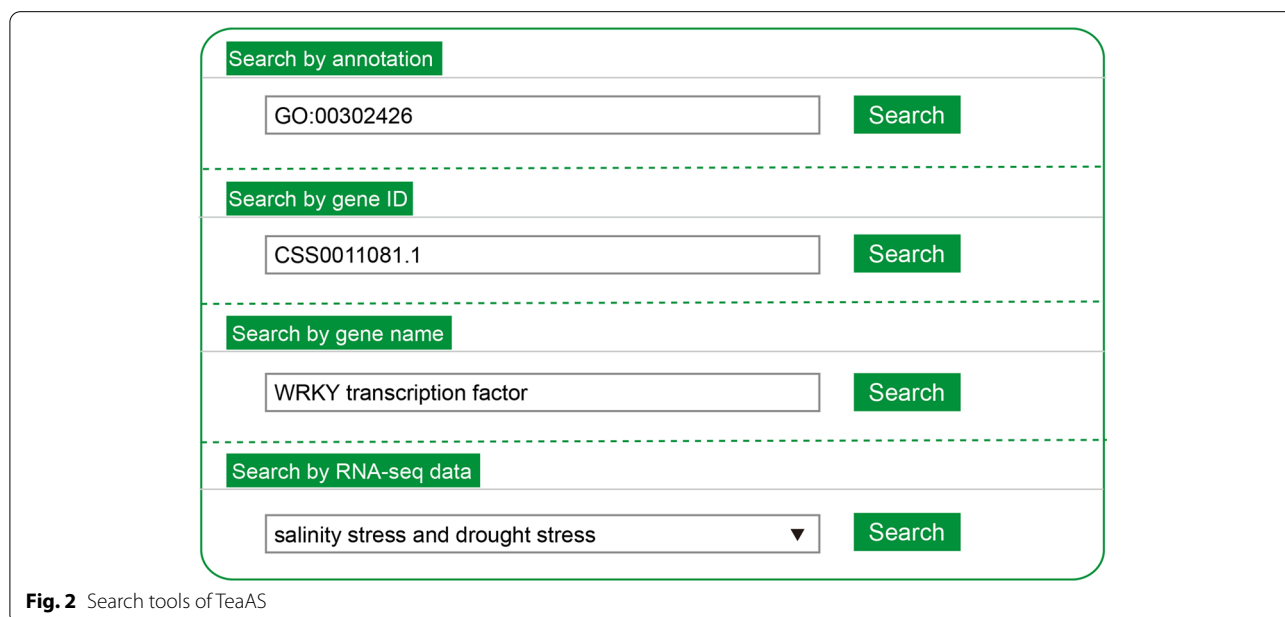 Search by annotation
GO:00302426 Search
Search by gene ID
CSS0011081.1 Search
Search by gene name
WRKY transcription factor Search
Search by RNA-seq data
salinity stress and drought stress ▼ Search
Fig. 2 Search tools of TeaAS